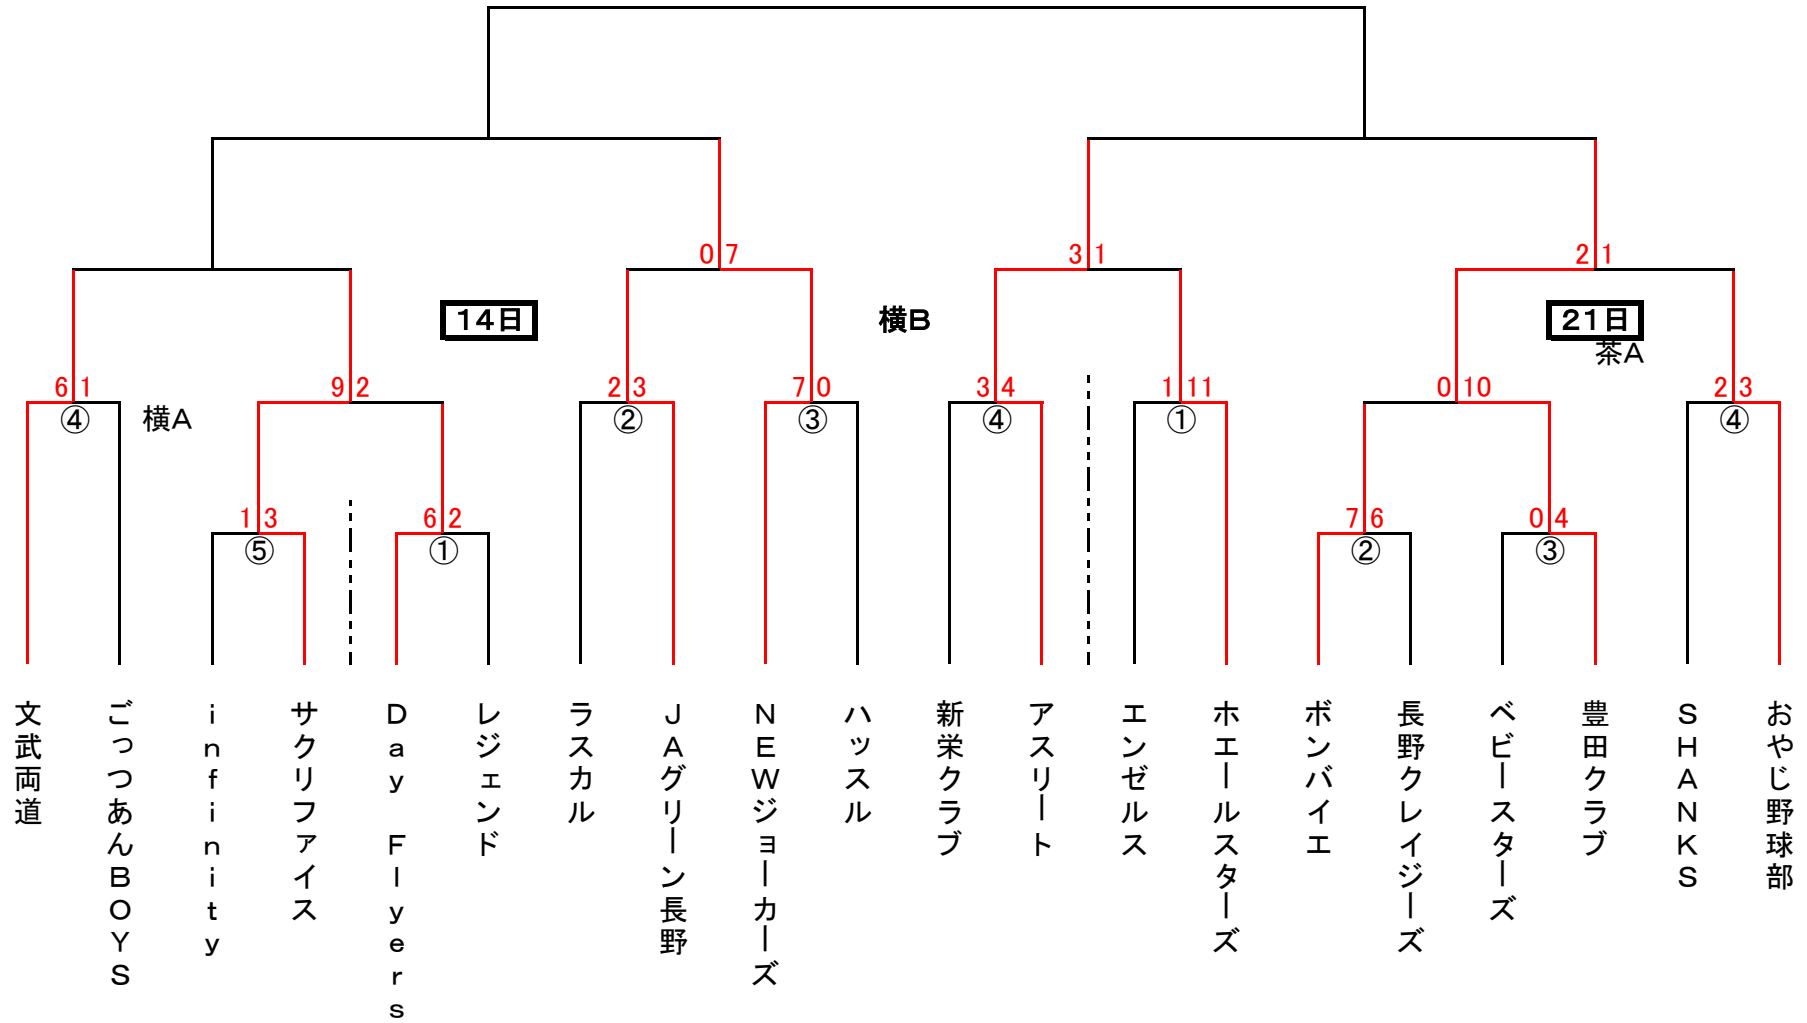 0 7
3 1
2 1
14日
横B
21日
茶A
6 1
9 2
2 3
7 0
3 4
1 11
0 10
2 3
④
横A
②
③
④
①
④
1 3
6 2
7 6
0 4
⑤
①
②
③
文武両道
ごっつあんBOYS
infinity
サクリファイス
Day Flyers
レジェンド
ラスカル
JAグリーン長野
NEWジョーカーズ
ハッスル
新栄クラブ
アスリート
エンゼルス
ホエールスターズ
ボンバイエ
長野クレイジーズ
ベビースターズ
豊田クラブ
SHANKS
おやじ野球部